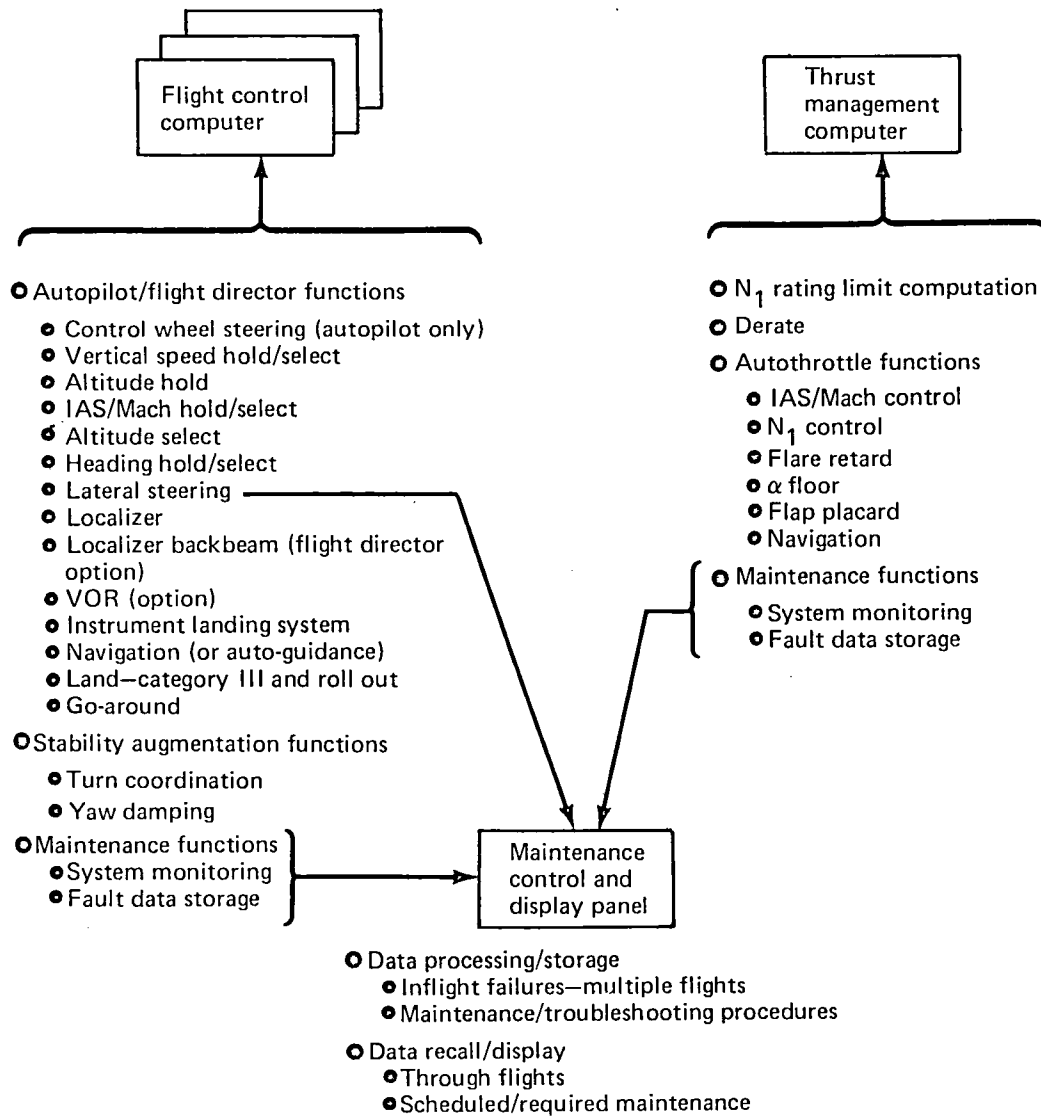 Flight control
computer
Thrust
management
computer
Autopilot/flight director functions
Control wheel steering (autopilot only)
Vertical speed hold/select
Altitude hold
IAS/Mach hold/select
Altitude select
Heading hold/select
Lateral steering
Localizer
Localizer backbeam (flight director
option)
VOR (option)
Instrument landing system
Navigation (or auto-guidance)
Land–category III and roll out
Go-around
Stability augmentation functions
Turn coordination
Yaw damping
Maintenance functions
System monitoring
Fault data storage
N1 rating limit computation
Derate
Autothrottle functions
IAS/Mach control
N1 control
Flare retard
α floor
Flap placard
Navigation
Maintenance functions
System monitoring
Fault data storage
Maintenance
control and
display panel
Data processing/storage
Inflight failures–multiple flights
Maintenance/troubleshooting procedures
Data recall/display
Through flights
Scheduled/required maintenance